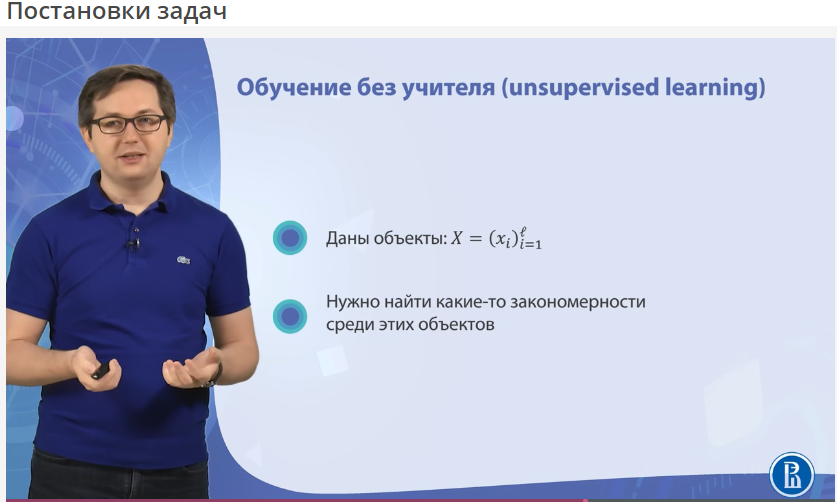 Постановки задач
Обучение без учителя (unsupervised learning)
Даны объекты: X = (xᵢ)ℓᵢ₌₁
Нужно найти какие-то закономерности
среди этих объектов